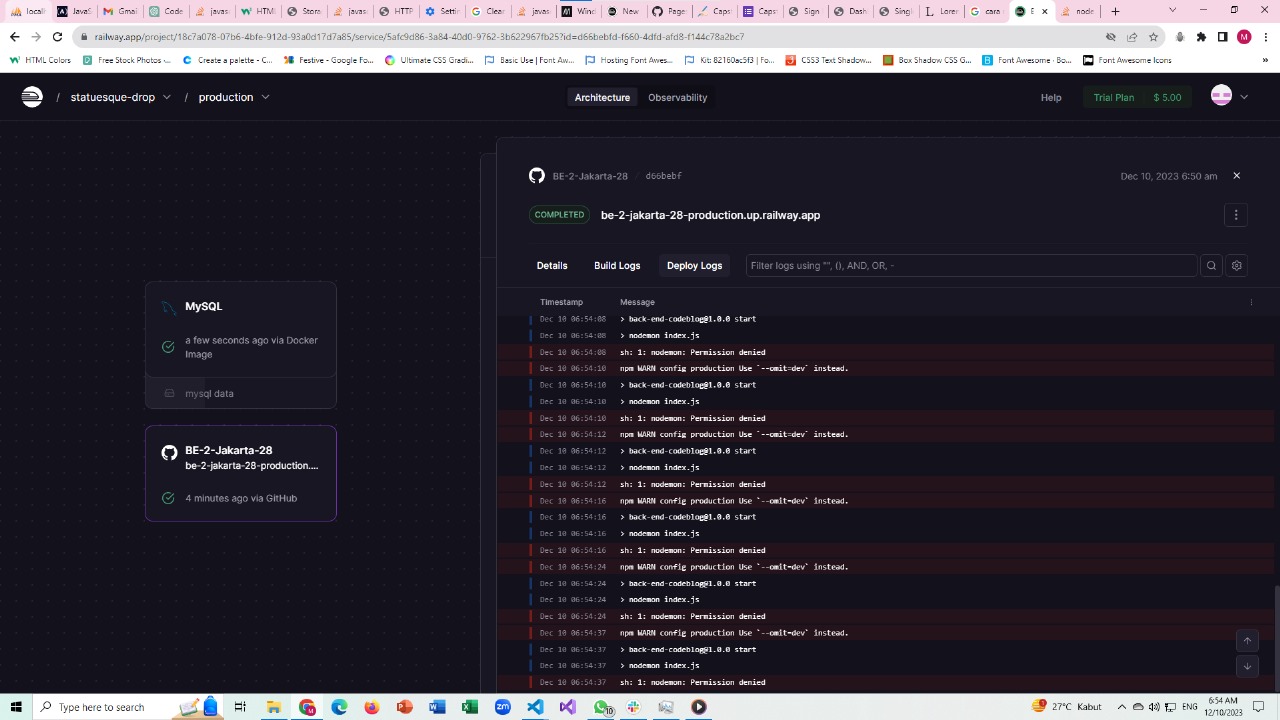 locall
JavaS
Code
javas
HTMl
Stora
javas
HTTP
Setti
Clear
javas
Winc
New
Page
Caps
Caps
Sign
Dash
Singl
Lorer
cara
E
node
railway.app/project/18c7a078-07b6-4bfe-912d-93a0d17d7a85/service/5afc9d86-3a84-40d0-9762-3b622967fb25?id=d66bebfd-f660-4dfd-afd8-f144c78a2bc7
M
HTML Colors
Free Stock Photos -...
Create a palette - C...
Festive - Google Fo...
Ultimate CSS Gradi...
Basic Use | Font Aw...
Hosting Font Awes...
Kit: 82160ac5f3 | Fo...
CSS3 Text Shadow...
Box Shadow CSS G...
Font Awesome · Bo...
Font Awesome Icons
»
/ statuesque-drop / production
Architecture
Observability
Help
Trial Plan $ 5.00
BE-2-Jakarta-28 / d66bebf
Dec 10, 2023 6:50 am
COMPLETED be-2-jakarta-28-production.up.railway.app
Details
Build Logs
Deploy Logs
Filter logs using "", (), AND, OR, -
MySQL
a few seconds ago via Docker
Image
mysql data
BE-2-Jakarta-28
be-2-jakarta-28-production....
4 minutes ago via GitHub
Timestamp Message
Dec 10 06:54:08 > back-end-codeblog@1.0.0 start
Dec 10 06:54:08 > nodemon index.js
Dec 10 06:54:08 sh: 1: nodemon: Permission denied
Dec 10 06:54:10 npm WARN config production Use `--omit=dev` instead.
Dec 10 06:54:10 > back-end-codeblog@1.0.0 start
Dec 10 06:54:10 > nodemon index.js
Dec 10 06:54:10 sh: 1: nodemon: Permission denied
Dec 10 06:54:12 npm WARN config production Use `--omit=dev` instead.
Dec 10 06:54:12 > back-end-codeblog@1.0.0 start
Dec 10 06:54:12 > nodemon index.js
Dec 10 06:54:12 sh: 1: nodemon: Permission denied
Dec 10 06:54:16 npm WARN config production Use `--omit=dev` instead.
Dec 10 06:54:16 > back-end-codeblog@1.0.0 start
Dec 10 06:54:16 > nodemon index.js
Dec 10 06:54:16 sh: 1: nodemon: Permission denied
Dec 10 06:54:24 npm WARN config production Use `--omit=dev` instead.
Dec 10 06:54:24 > back-end-codeblog@1.0.0 start
Dec 10 06:54:24 > nodemon index.js
Dec 10 06:54:24 sh: 1: nodemon: Permission denied
Dec 10 06:54:37 npm WARN config production Use `--omit=dev` instead.
Dec 10 06:54:37 > back-end-codeblog@1.0.0 start
Dec 10 06:54:37 > nodemon index.js
Dec 10 06:54:37 sh: 1: nodemon: Permission denied
Type here to search
27°C Kabut
ENG
6:54 AM
12/10/2023